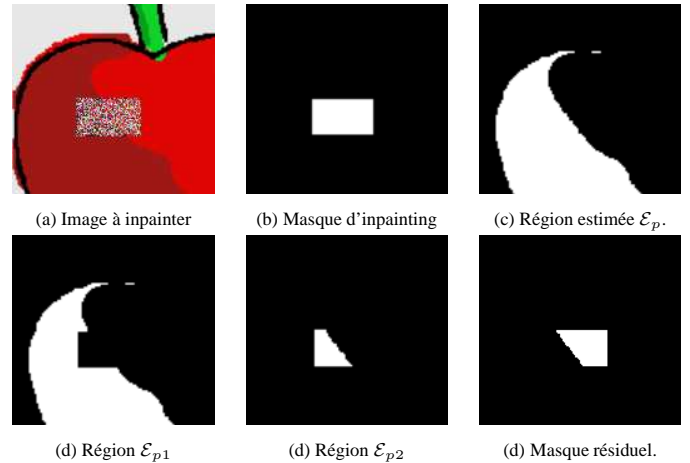 (a) Image à inpainter
(b) Masque d'inpainting
(c) Région estimée ℰp.
(d) Région ℰp1
(d) Région ℰp2
(d) Masque résiduel.